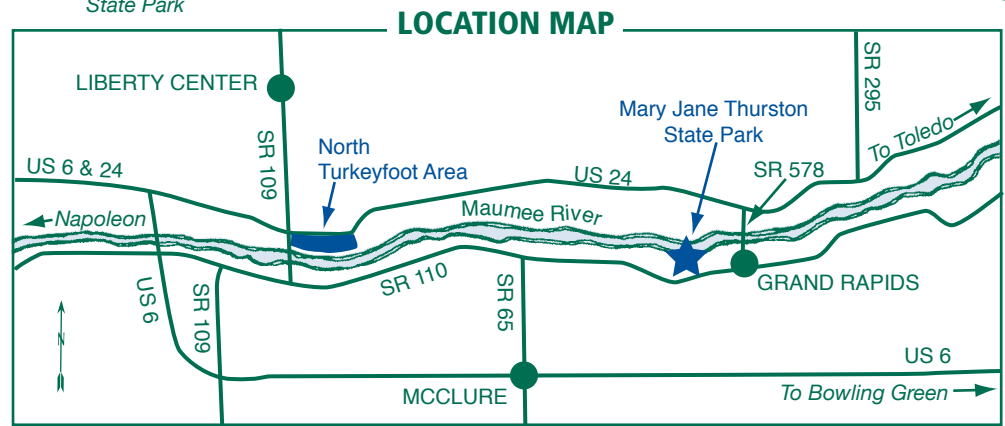 State Park
LOCATION MAP
LIBERTY CENTER
SR 109
North
Turkeyfoot Area
US 6 & 24
Napoleon
Mary Jane Thurston
State Park
SR 295
To Toledo
SR 578
US 24
Maumee River
SR 110
GRAND RAPIDS
US 6
SR 109
SR 65
N
MCCLURE
US 6
To Bowling Green